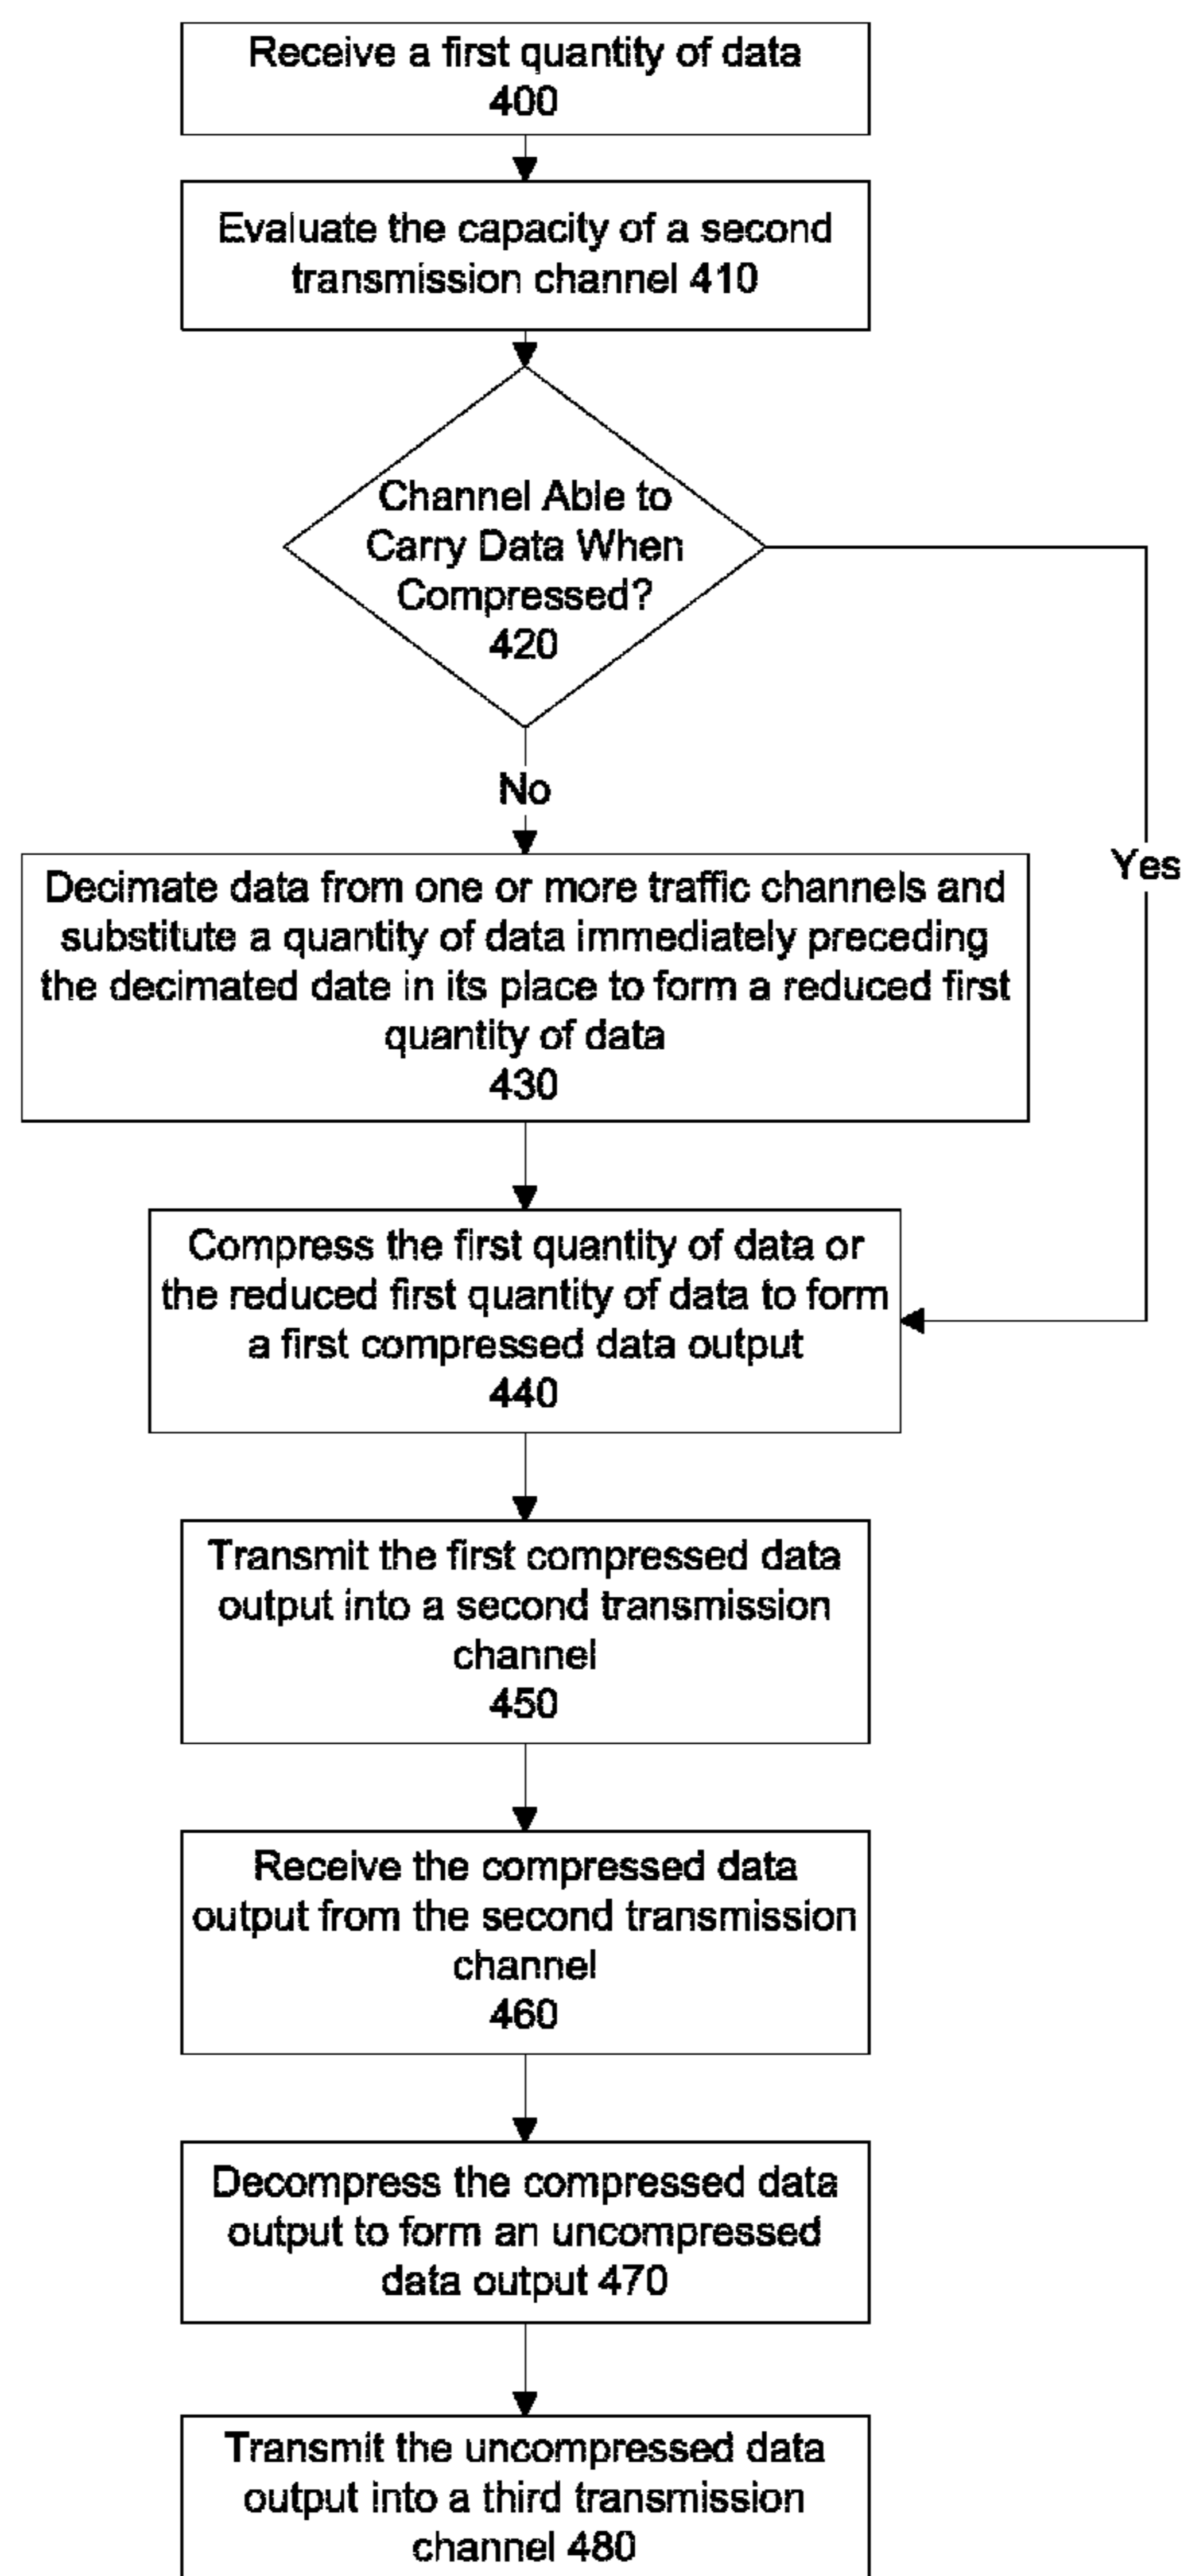 Receive a first quantity of data
400
Evaluate the capacity of a second
transmission channel 410
Channel Able to
Carry Data When
Compressed?
420
No
Yes
Decimate data from one or more traffic channels and
substitute a quantity of data immediately preceding
the decimated date in its place to form a reduced first
quantity of data
430
Compress the first quantity of data or
the reduced first quantity of data to form
a first compressed data output
440
Transmit the first compressed data
output into a second transmission
channel
450
Receive the compressed data
output from the second transmission
channel
460
Decompress the compressed data
output to form an uncompressed
data output 470
Transmit the uncompressed data
output into a third transmission
channel 480